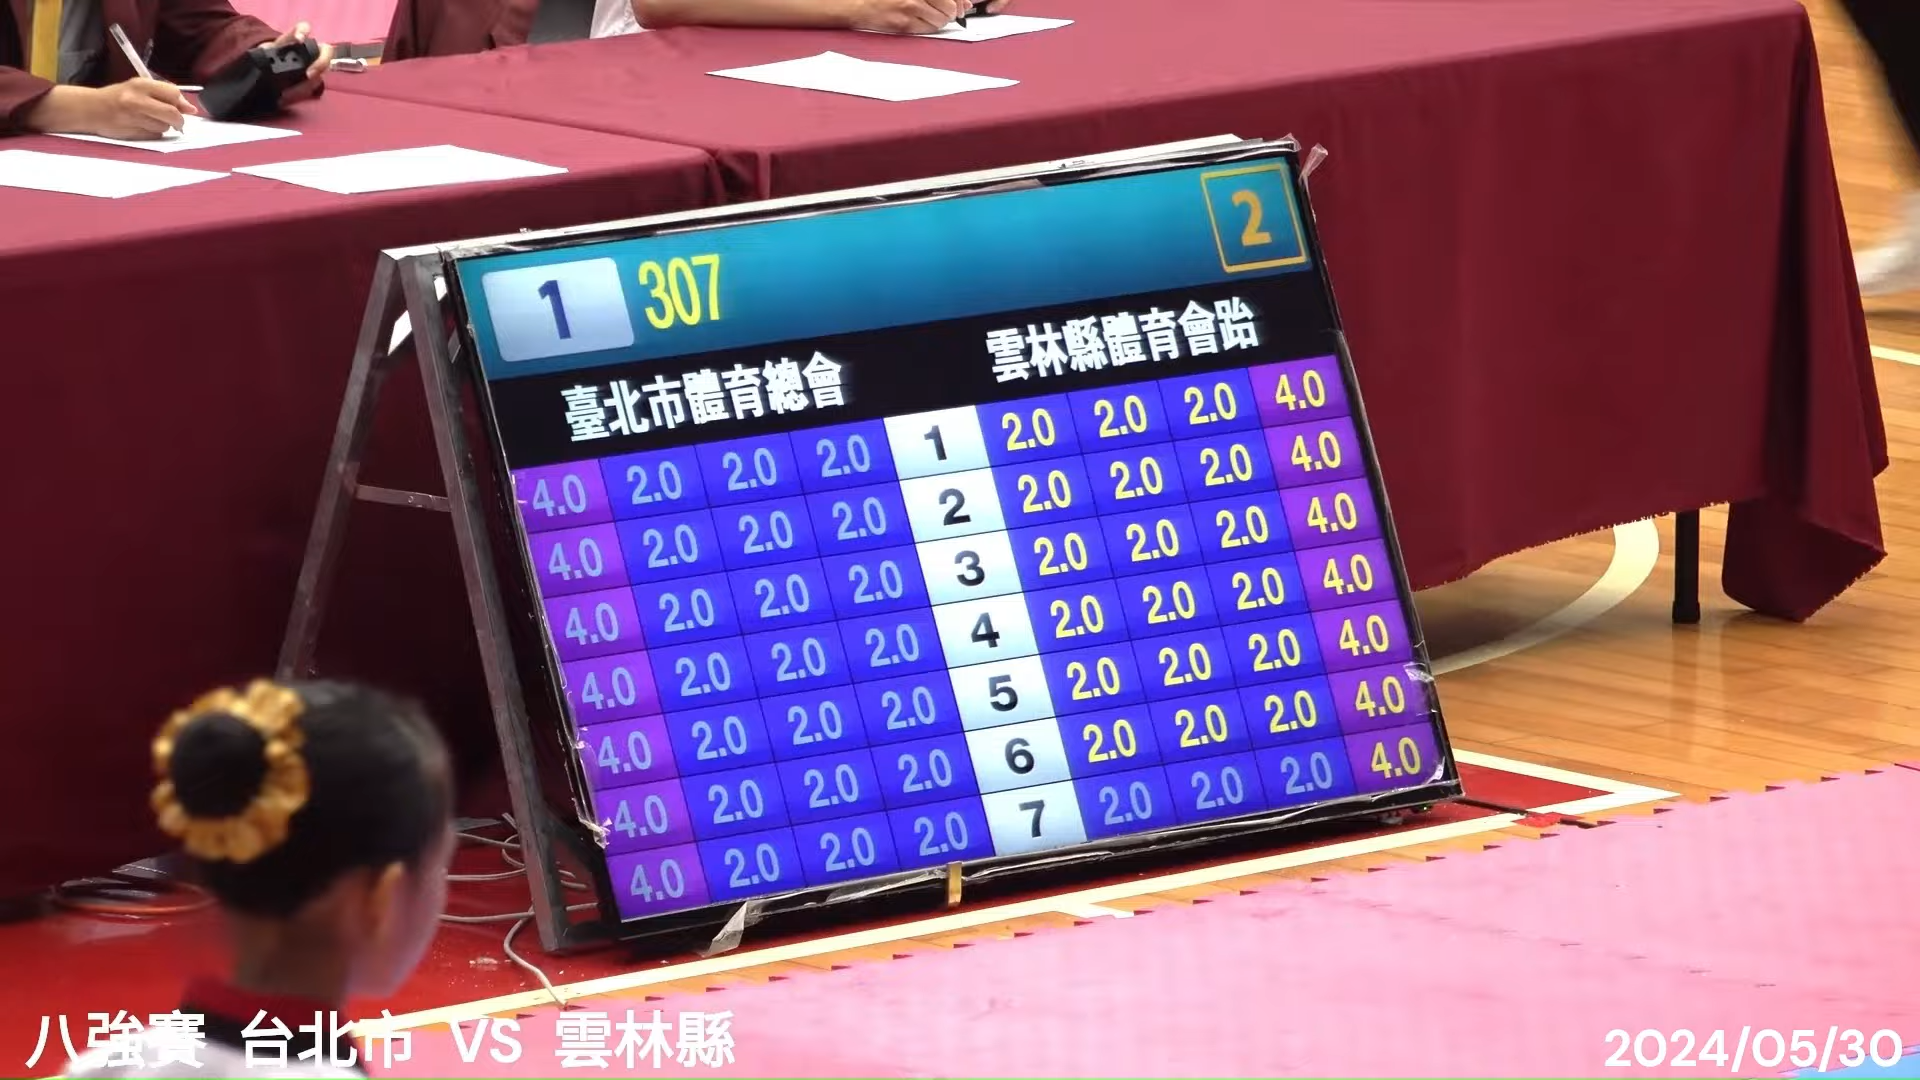 1 307 2
臺北市體育總會 雲林縣體育會跆
4.0 2.0 2.0 2.0 1 2.0 2.0 2.0 4.0
4.0 2.0 2.0 2.0 2 2.0 2.0 2.0 4.0
4.0 2.0 2.0 2.0 3 2.0 2.0 2.0 4.0
4.0 2.0 2.0 2.0 4 2.0 2.0 2.0 4.0
4.0 2.0 2.0 2.0 5 2.0 2.0 2.0 4.0
4.0 2.0 2.0 2.0 6 2.0 2.0 2.0 4.0
4.0 2.0 2.0 2.0 7 2.0 2.0 2.0 4.0
八強賽 台北市 VS 雲林縣
2024/05/30